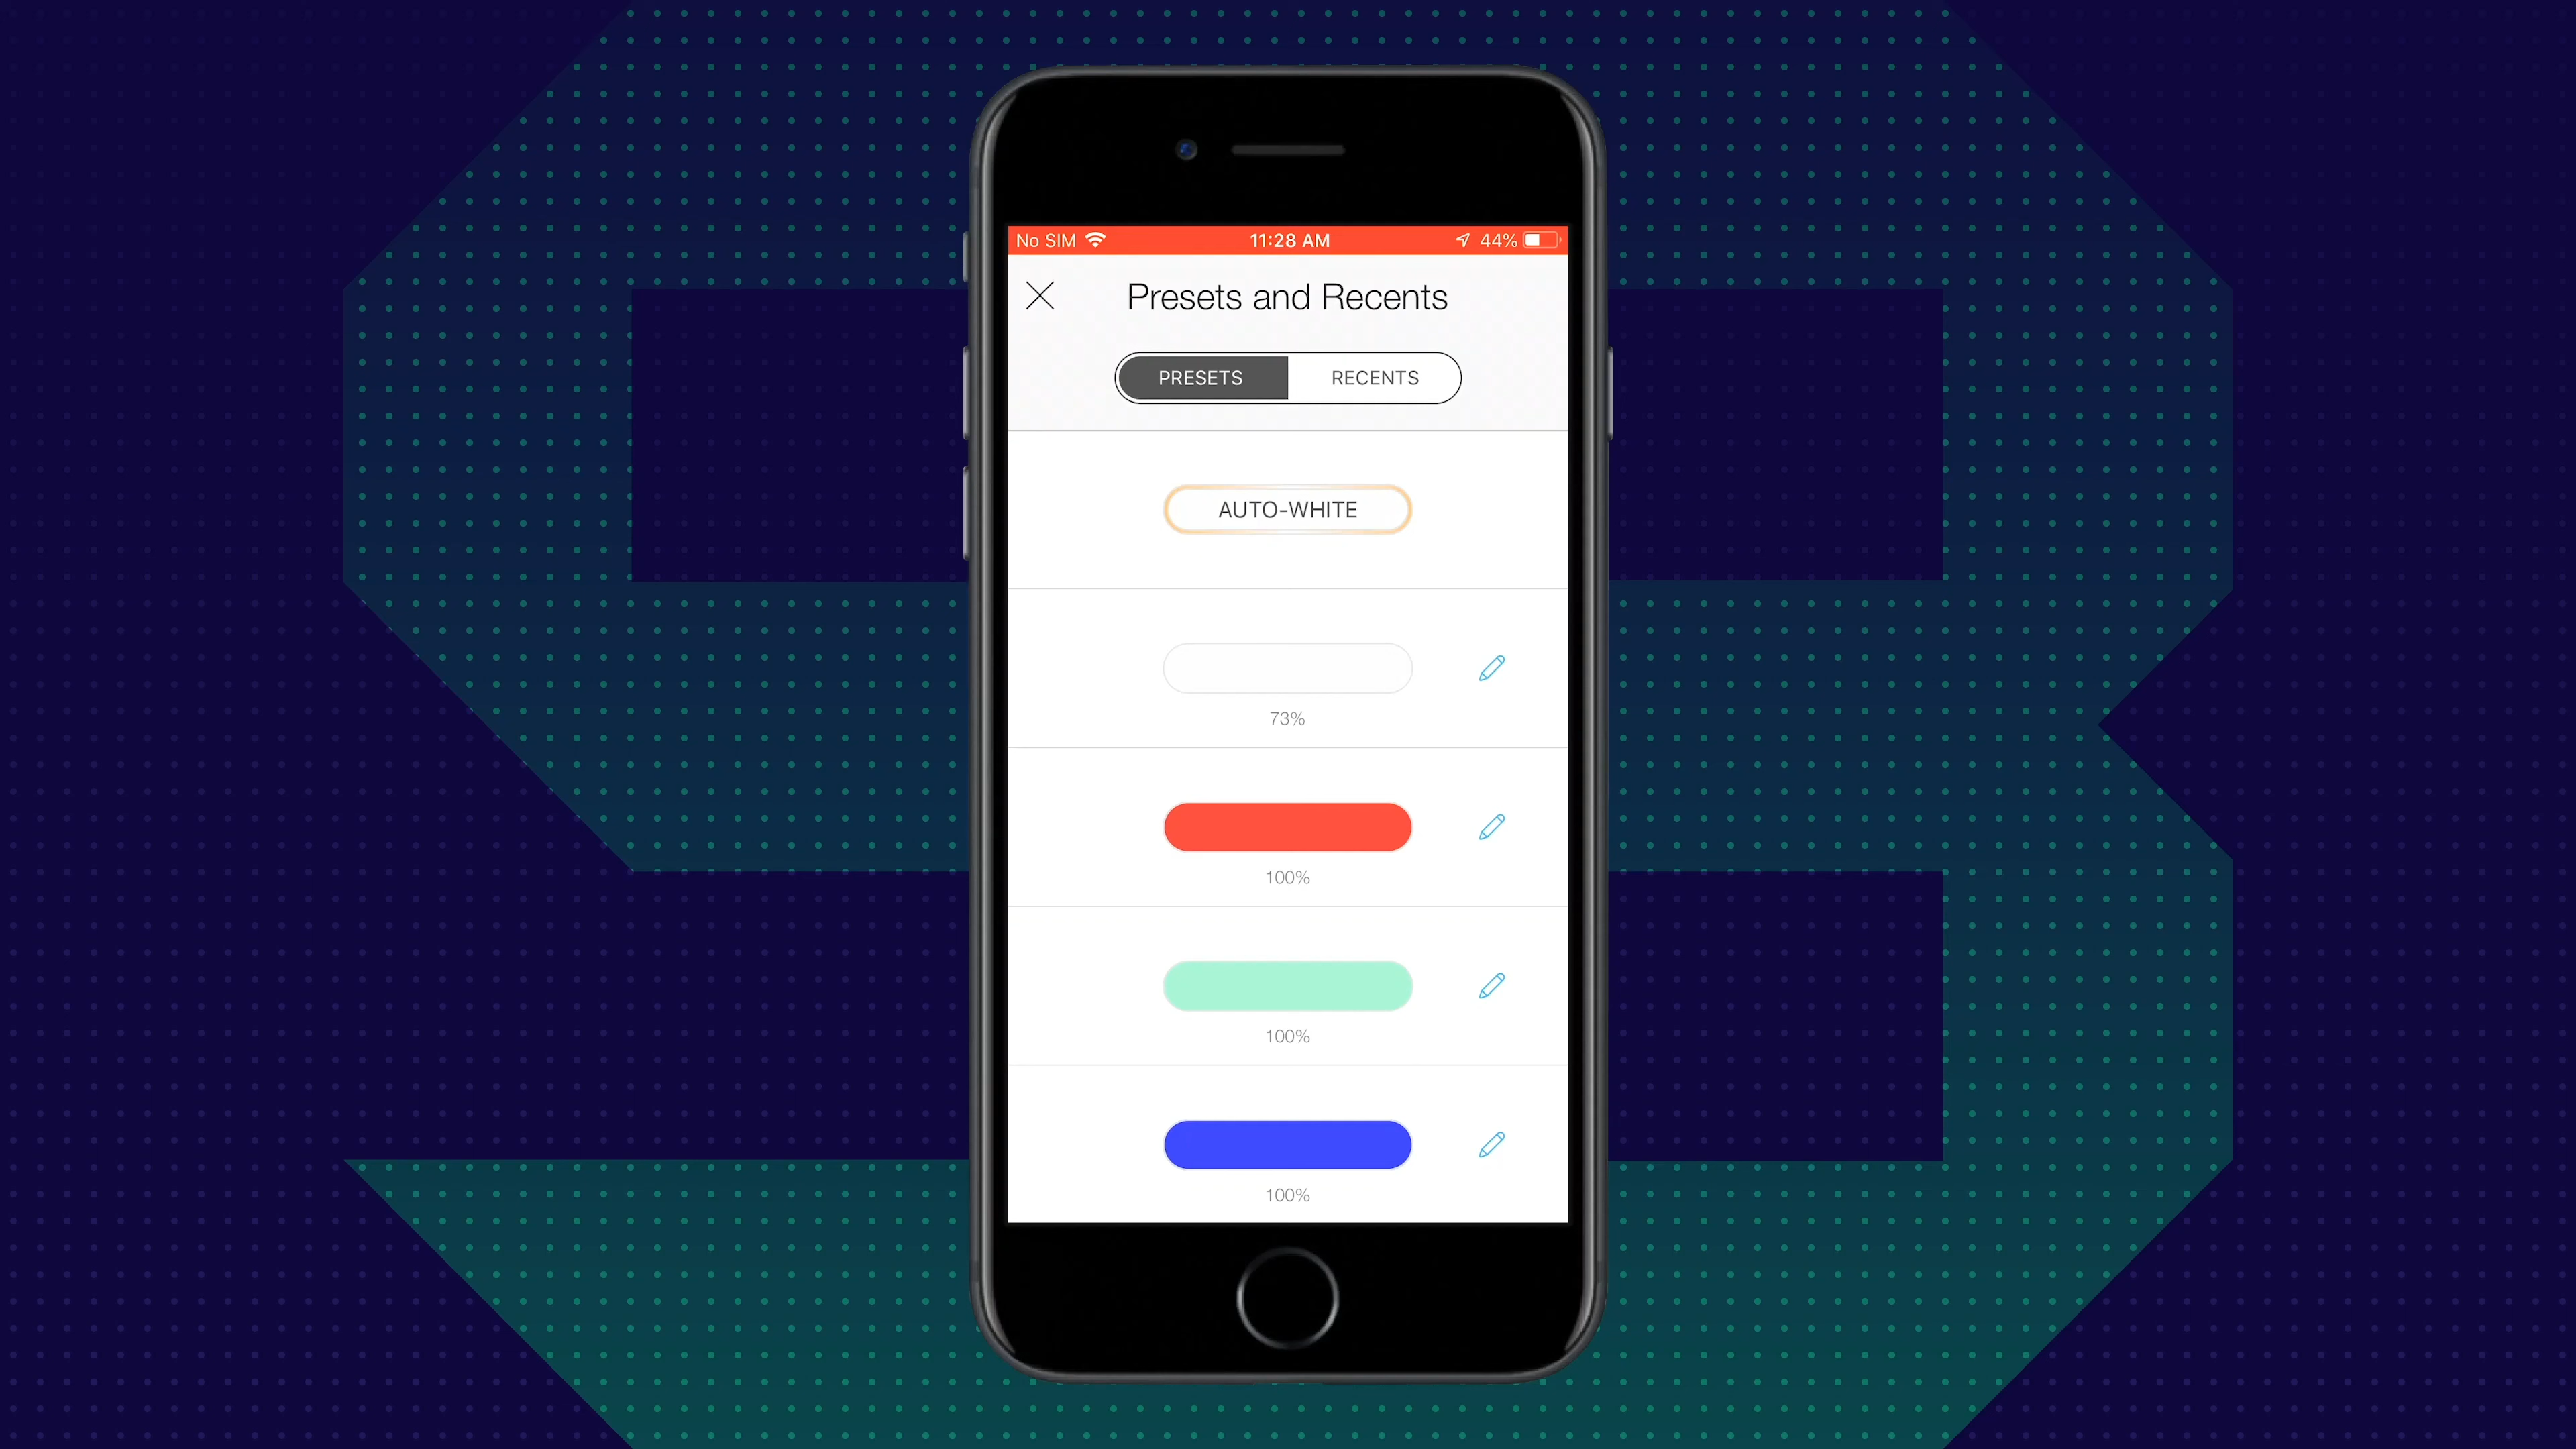 No SIM 11:28 AM 44%
Presets and Recents
PRESETS RECENTS
AUTO-WHITE
73%
100%
100%
100%